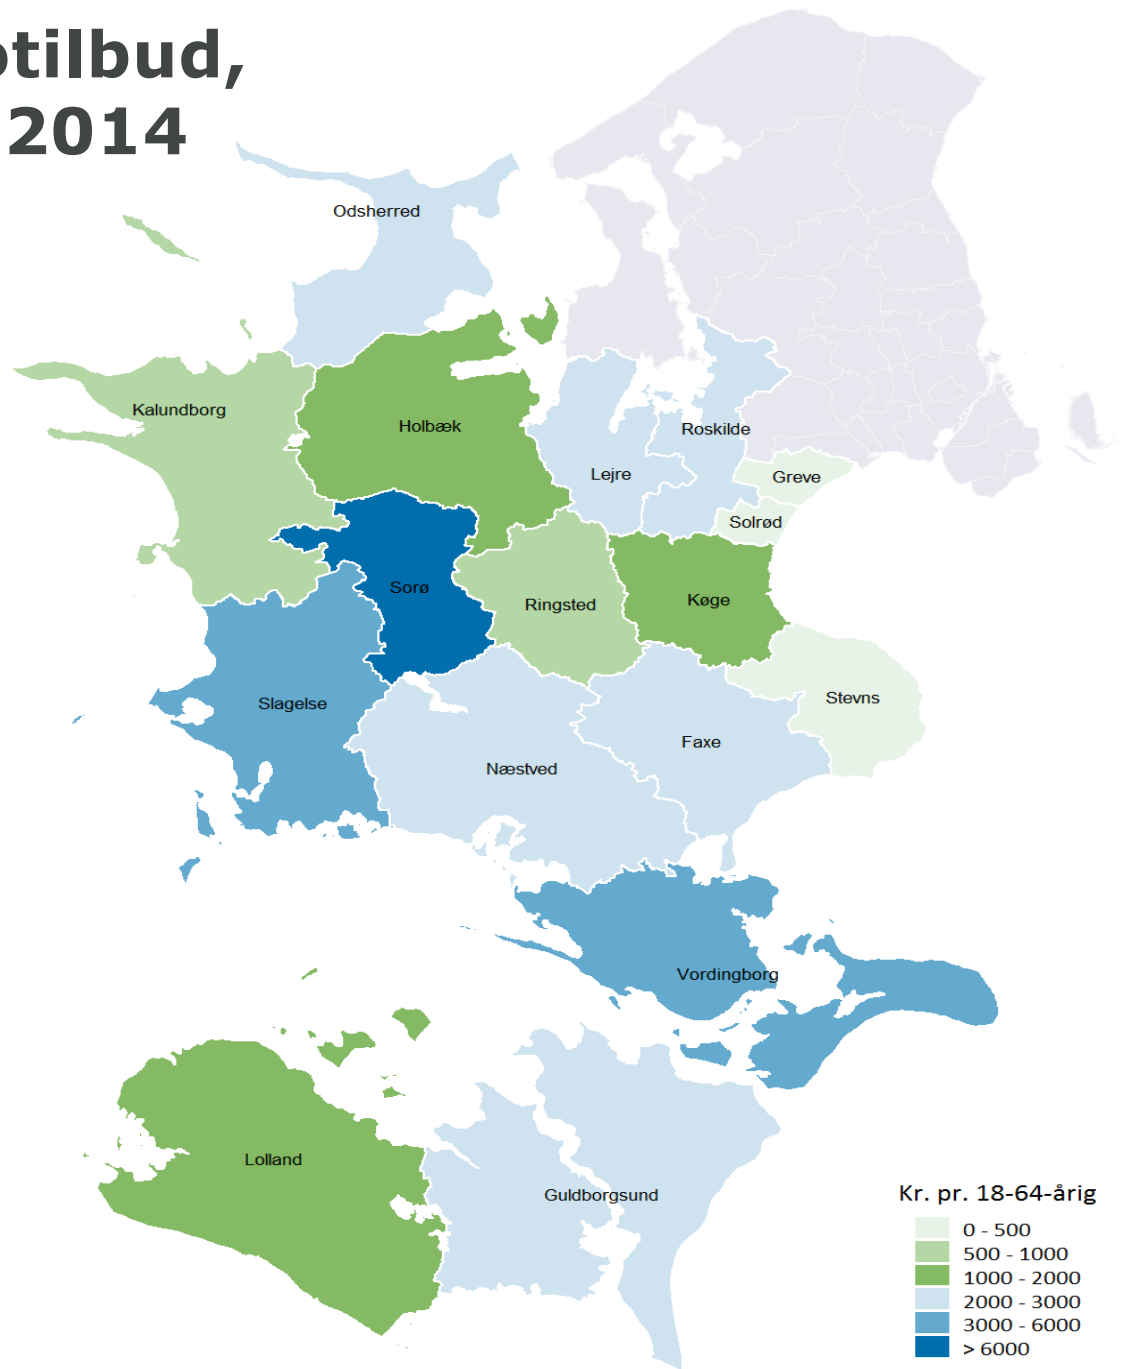 otilbud,
2014
Odsherred
Kalundborg
Holbæk
Roskilde
Lejre
Greve
Solrød
Sorø
Ringsted
Køge
Slagelse
Stevns
Faxe
Næstved
Vordingborg
Lolland
Guldborgsund
Kr. pr. 18-64-årig
0 - 500
500 - 1000
1000 - 2000
2000 - 3000
3000 - 6000
> 6000